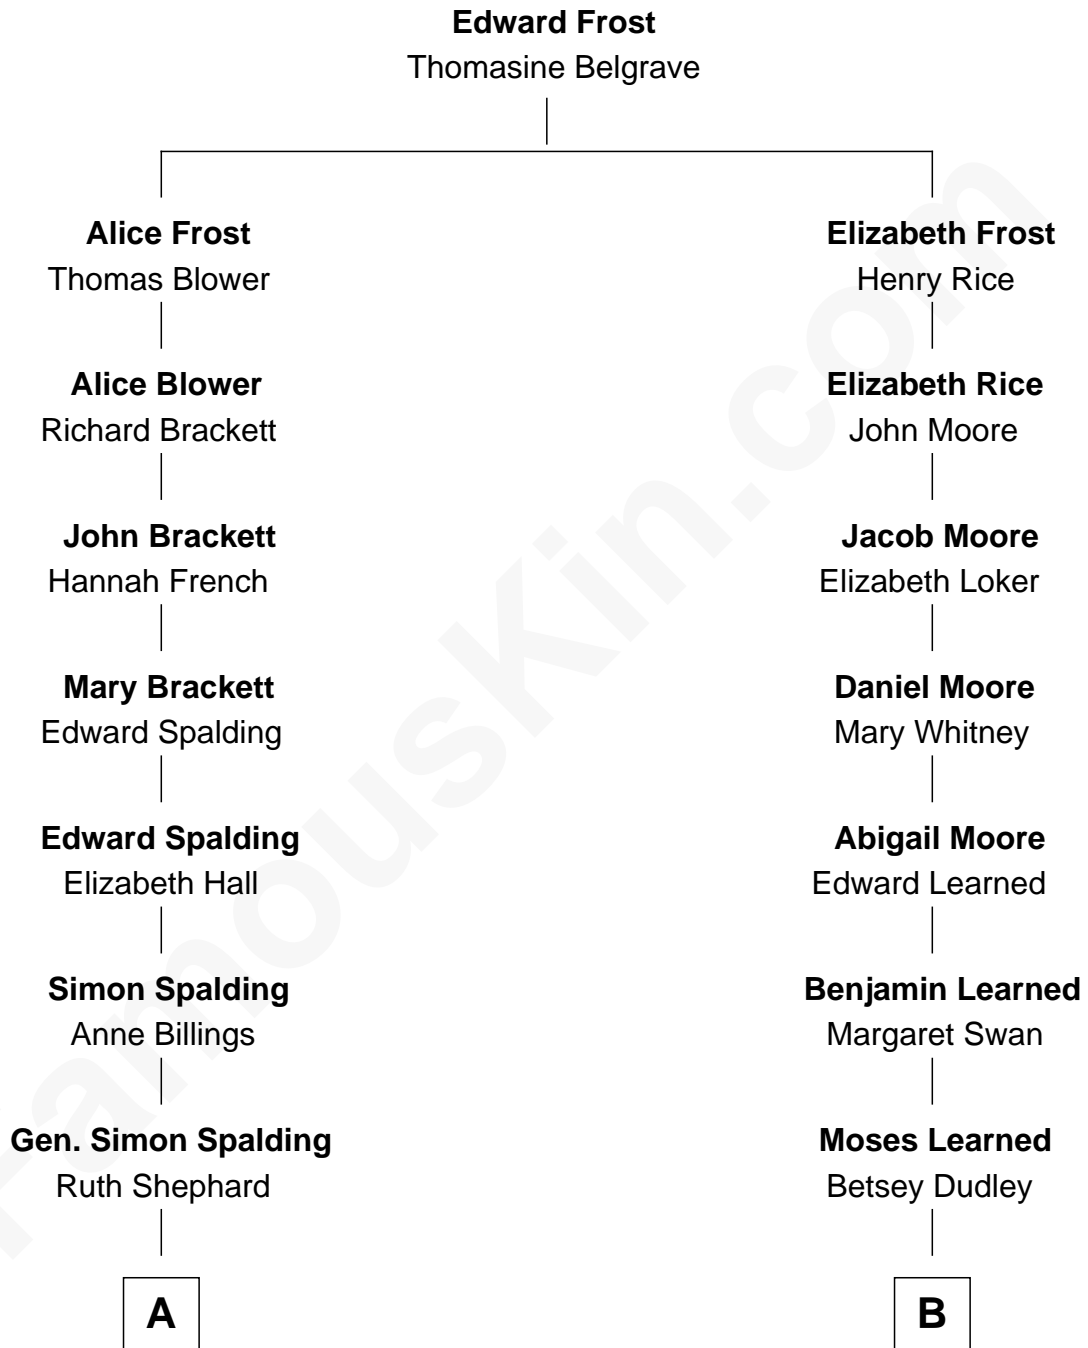 Edward Frost
Thomasine Belgrave
Alice Frost
Thomas Blower
Elizabeth Frost
Henry Rice
Alice Blower
Richard Brackett
Elizabeth Rice
John Moore
John Brackett
Hannah French
Jacob Moore
Elizabeth Loker
Mary Brackett
Edward Spalding
Daniel Moore
Mary Whitney
Edward Spalding
Elizabeth Hall
Abigail Moore
Edward Learned
Simon Spalding
Anne Billings
Benjamin Learned
Margaret Swan
Gen. Simon Spalding
Ruth Shephard
Moses Learned
Betsey Dudley
A
B
FamousKin.com